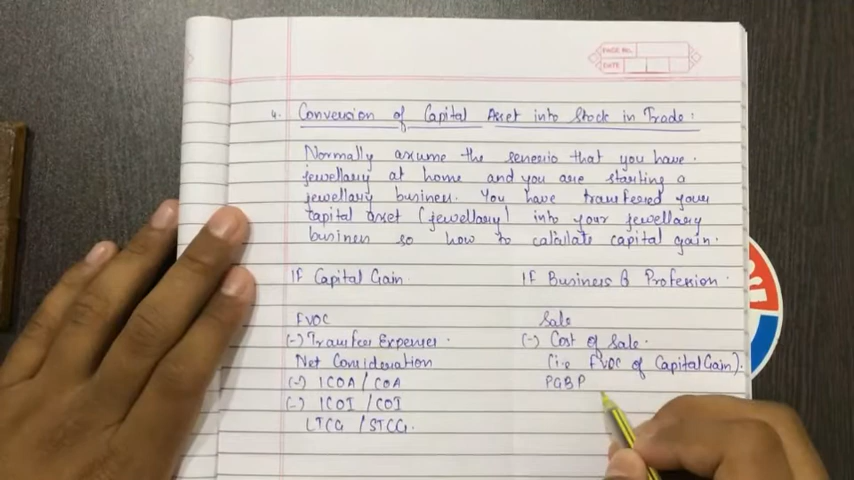 PAGE NO.
DATE
4. Conversion of Capital Asset into Stock in Trade:
Normally assume the senesrio that you have
jewellary at home and you are starting a
jewellary business. You have transferred your
capital asset (jewellary) into your jewellary
business so how to calculate capital gain.
IF Capital Gain.
FVOC
(-) Transfer Expenses.
Net Consideration
(-) ICOA / COA
(-) ICOI / COI
LTCG / STCG.
IF Business & Profession.
Sale
(-) Cost of Sale.
(i.e FVOC of Capital Gain).
PGBP